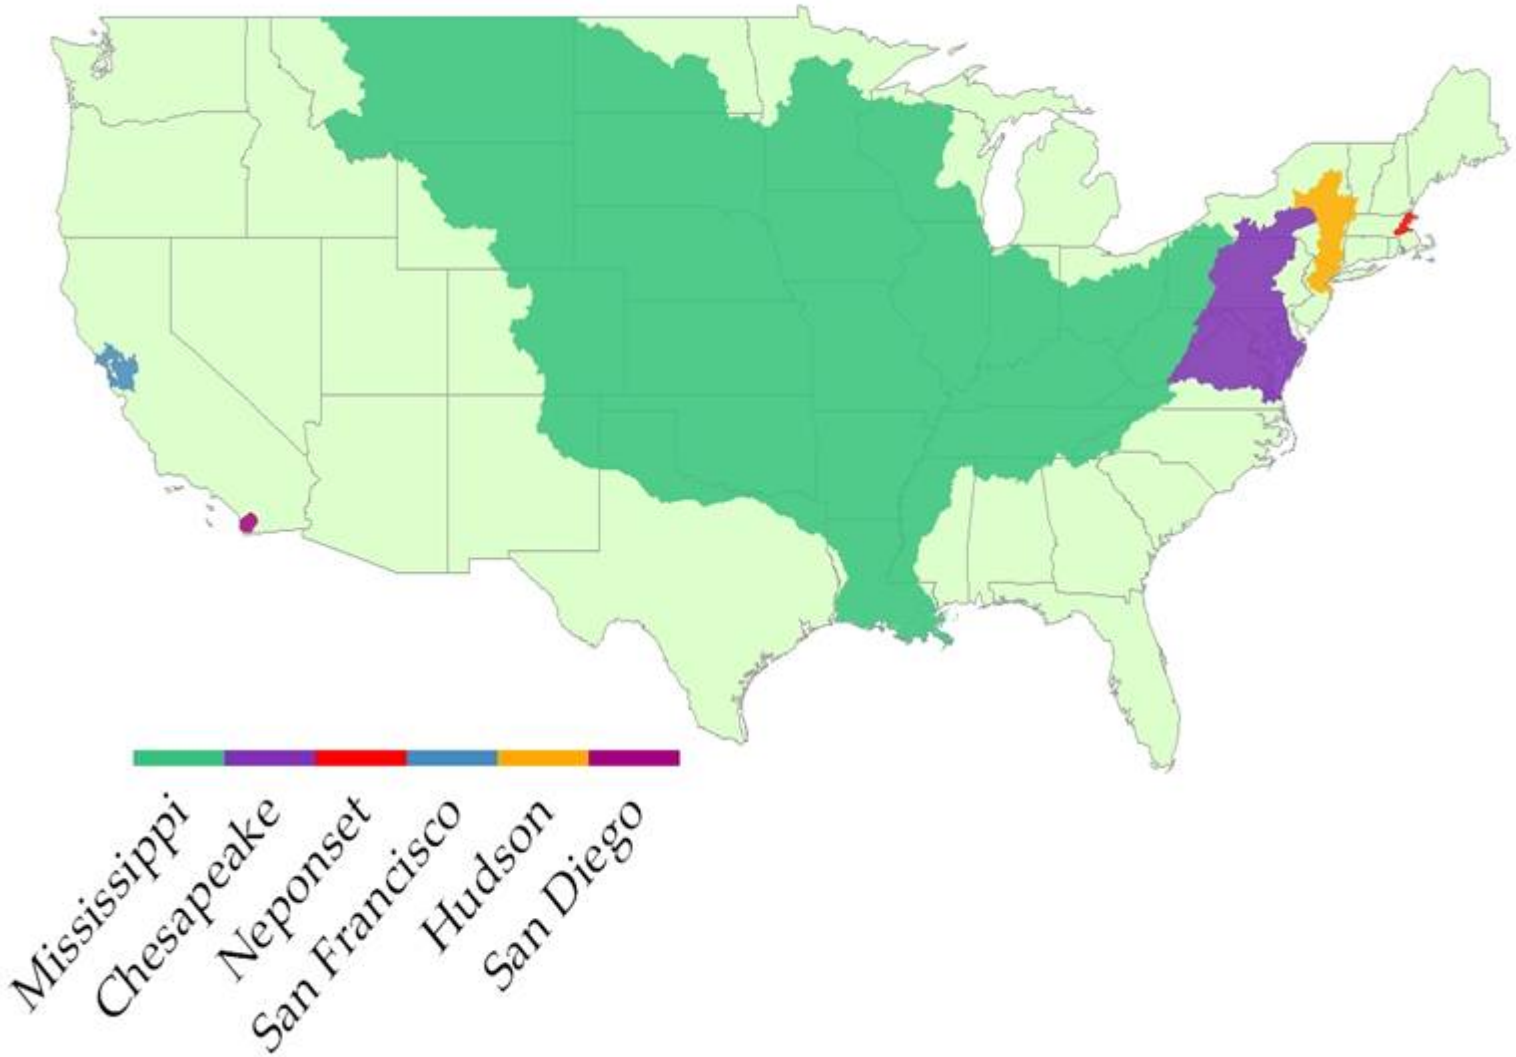 Mississippi
Chesapeake
Neponset
San Francisco
Hudson
San Diego